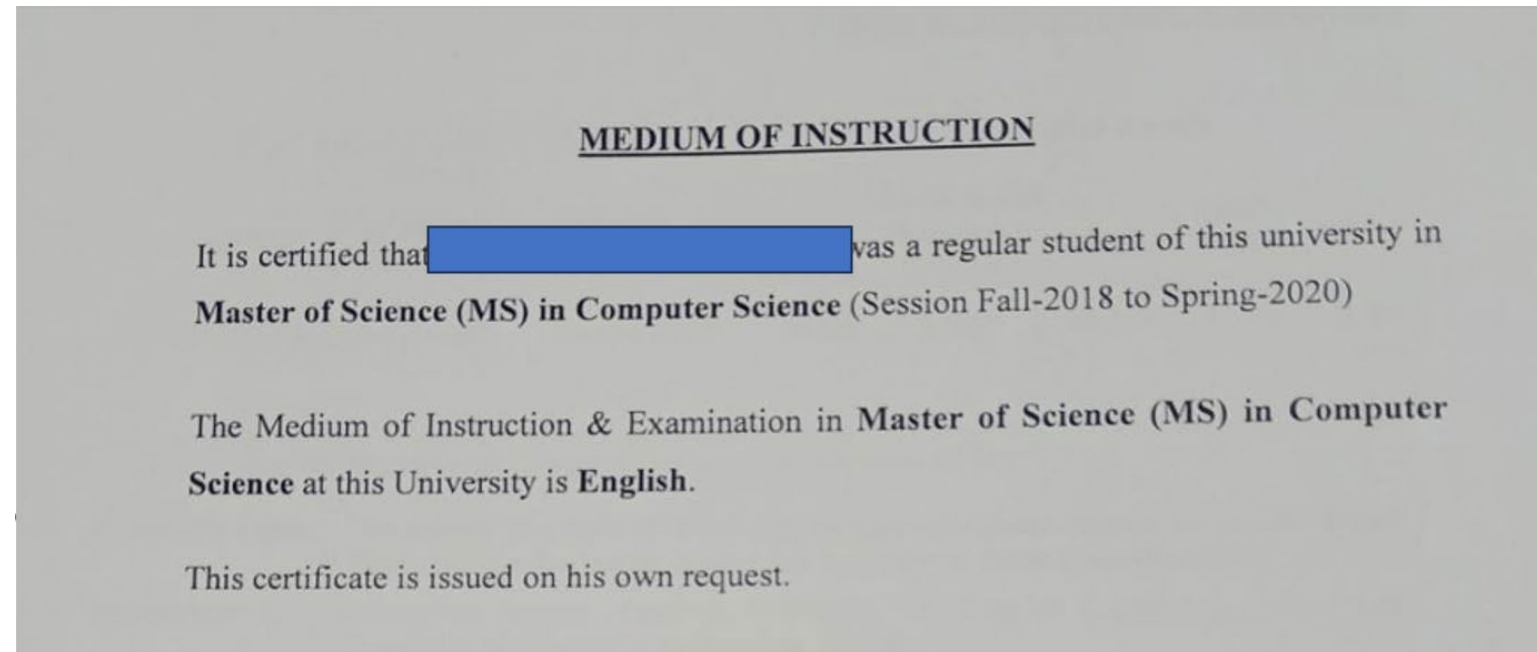 MEDIUM OF INSTRUCTION
It is certified that was a regular student of this university in
Master of Science (MS) in Computer Science (Session Fall-2018 to Spring-2020)
The Medium of Instruction & Examination in Master of Science (MS) in Computer
Science at this University is English.
This certificate is issued on his own request.